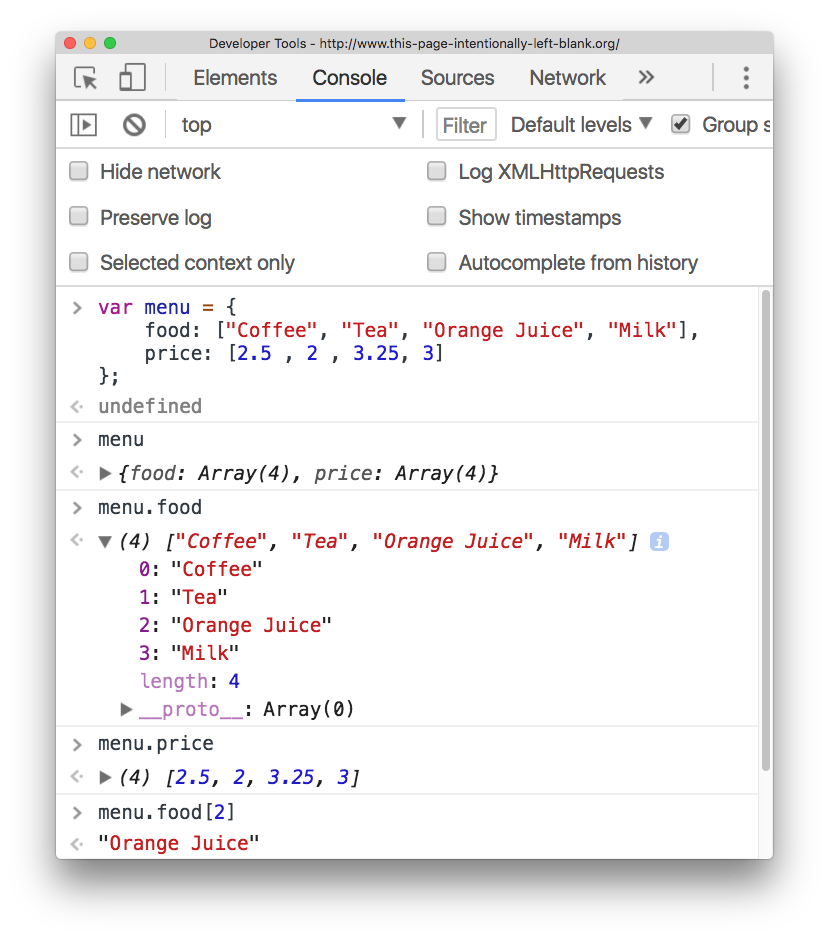 Developer Tools - http://www.this-page-intentionally-left-blank.org/
Elements Console Sources Network »
top ▼ Filter Default levels ▼ Group s
Hide network Log XMLHttpRequests
Preserve log Show timestamps
Selected context only Autocomplete from history
> var menu = {
food: ["Coffee", "Tea", "Orange Juice", "Milk"],
price: [2.5 , 2 , 3.25, 3]
};
undefined
> menu
▶ {food: Array(4), price: Array(4)}
> menu.food
▼ (4) ["Coffee", "Tea", "Orange Juice", "Milk"] i
0: "Coffee"
1: "Tea"
2: "Orange Juice"
3: "Milk"
length: 4
▶ __proto__: Array(0)
> menu.price
▶ (4) [2.5, 2, 3.25, 3]
> menu.food[2]
"Orange Juice"